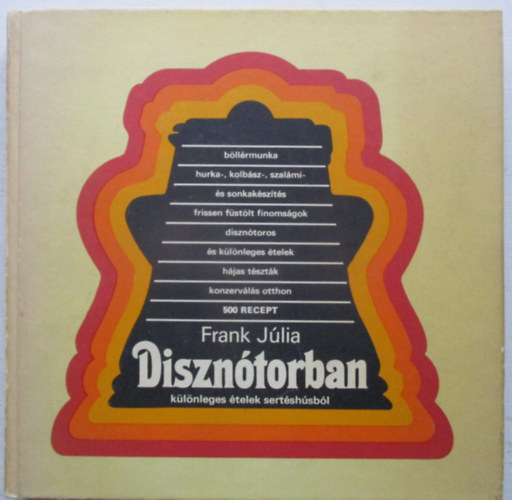 böllérmunka
hurka-, kolbász-, szalámi-
és sonkakészítés
frissen füstölt finomságok
disznótoros
és különleges ételek
hájas tészták
konzerválás otthon
500 RECEPT
Frank Júlia
Disznótorban
különleges ételek sertéshúsból